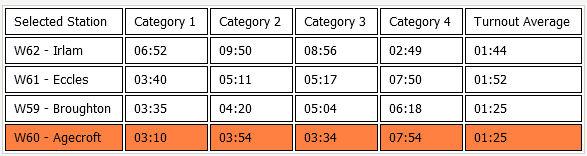 Selected Station Category 1 Category 2 Category 3 Category 4 Turnout Average
W62 - Irlam 06:52 09:50 08:56 02:49 01:44
W61 - Eccles 03:40 05:11 05:17 07:50 01:52
W59 - Broughton 03:35 04:20 05:04 06:18 01:25
W60 - Agecroft 03:10 03:54 03:34 07:54 01:25